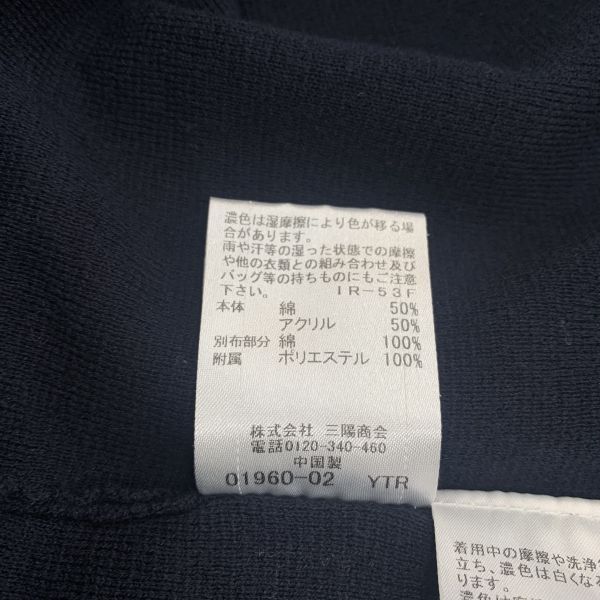 濃色は湿摩擦により色が移る場
合があります。
雨や汗等の湿った状態での摩擦
や他の衣類との組み合わせ及び
バッグ等の持ちものにもご注意
下さい。 IR-53F
本体 綿 50%
アクリル 50%
別布部分 綿 100%
附属 ポリエステル 100%
株式会社 三陽商会
電話0120-340-460
中国製
01960-02 YTR
着用中の摩擦や洗浄
立ち、濃色は白くな
ります。